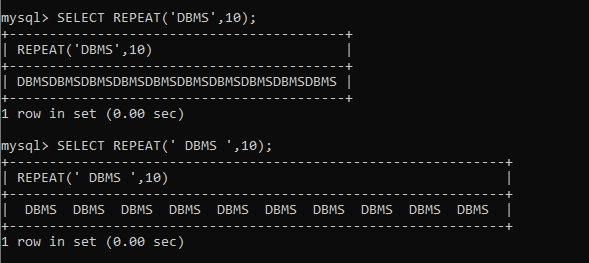 mysql> SELECT REPEAT('DBMS',10);
+------------------------------------------+
| REPEAT('DBMS',10)                        |
+------------------------------------------+
| DBMSDBMSDBMSDBMSDBMSDBMSDBMSDBMSDBMSDBMS |
+------------------------------------------+
1 row in set (0.00 sec)
mysql> SELECT REPEAT(' DBMS ',10);
+--------------------------------------------------------------+
| REPEAT(' DBMS ',10)                                          |
+--------------------------------------------------------------+
|  DBMS  DBMS  DBMS  DBMS  DBMS  DBMS  DBMS  DBMS  DBMS  DBMS  |
+--------------------------------------------------------------+
1 row in set (0.00 sec)